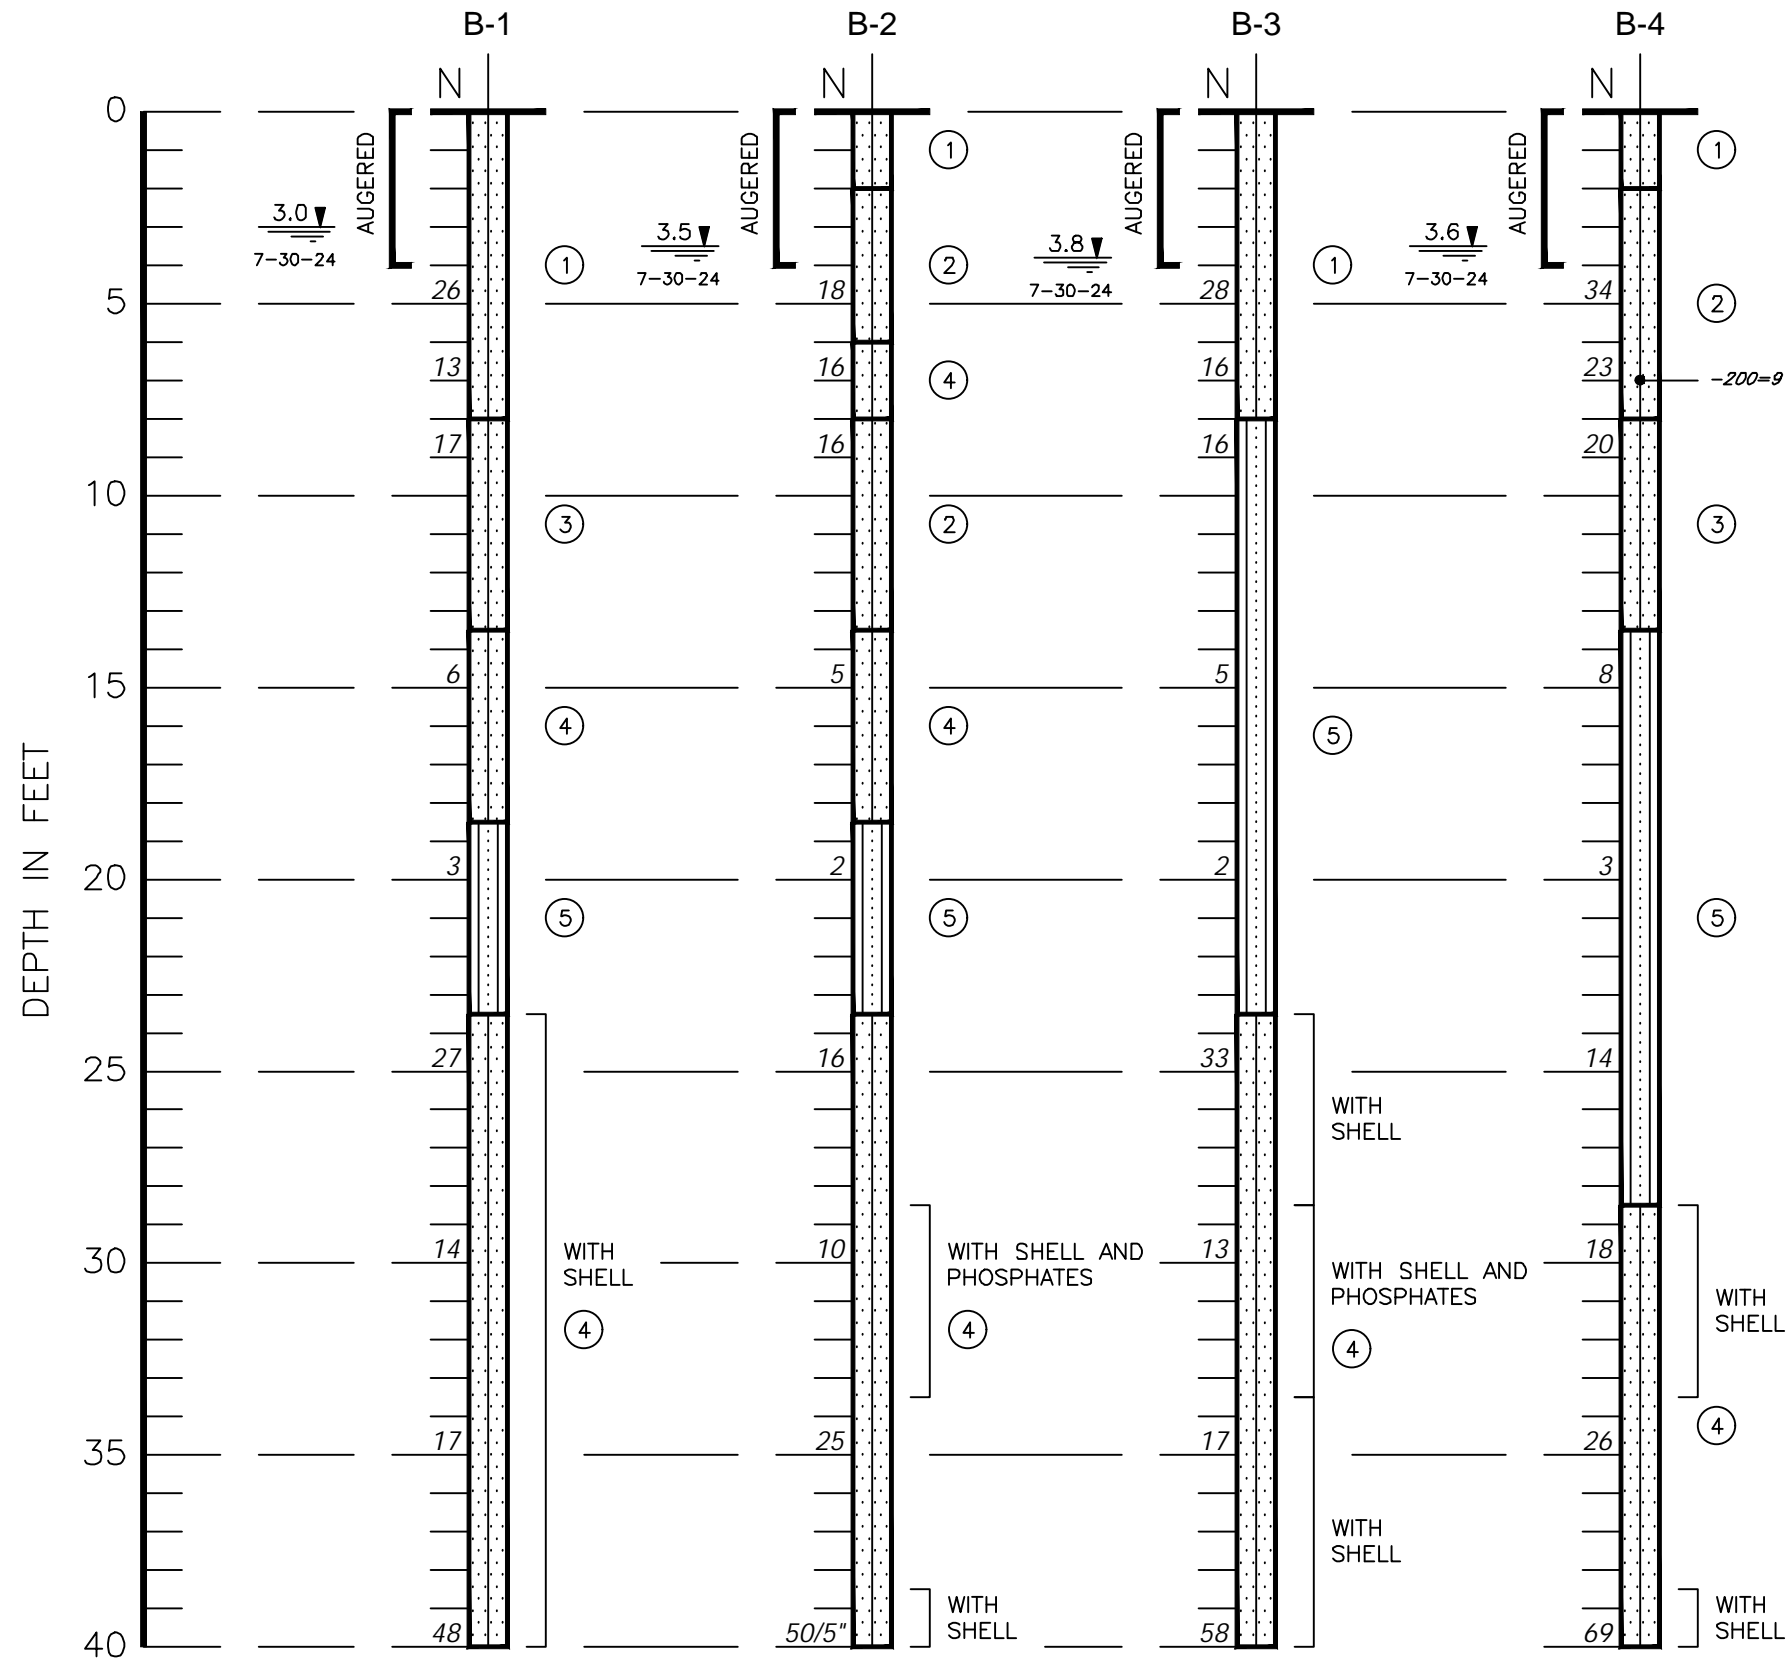 B-1 B-2 B-3 B-4
N N N N
0
AUGERED AUGERED AUGERED AUGERED
1 1
3.0 3.5 3.8 3.6
7-30-24 7-30-24 7-30-24 7-30-24
1 2 1
5 26 18 28 34 2
13 16 4 16 23 -200=9
17 16 16 20
10
3 2 3
15 6 5 5 8
4 4 5
DEPTH IN FEET
20 3 2 2 3
5 5 5
25 27 16 33 14
WITH
SHELL
30 14 10 13 18
WITH
SHELL
4
WITH SHELL AND
PHOSPHATES
4
WITH SHELL AND
PHOSPHATES
4
WITH
SHELL
4
35 17 25 17 26
WITH
SHELL
WITH
SHELL
WITH
SHELL
40 48 50/5" 58 69